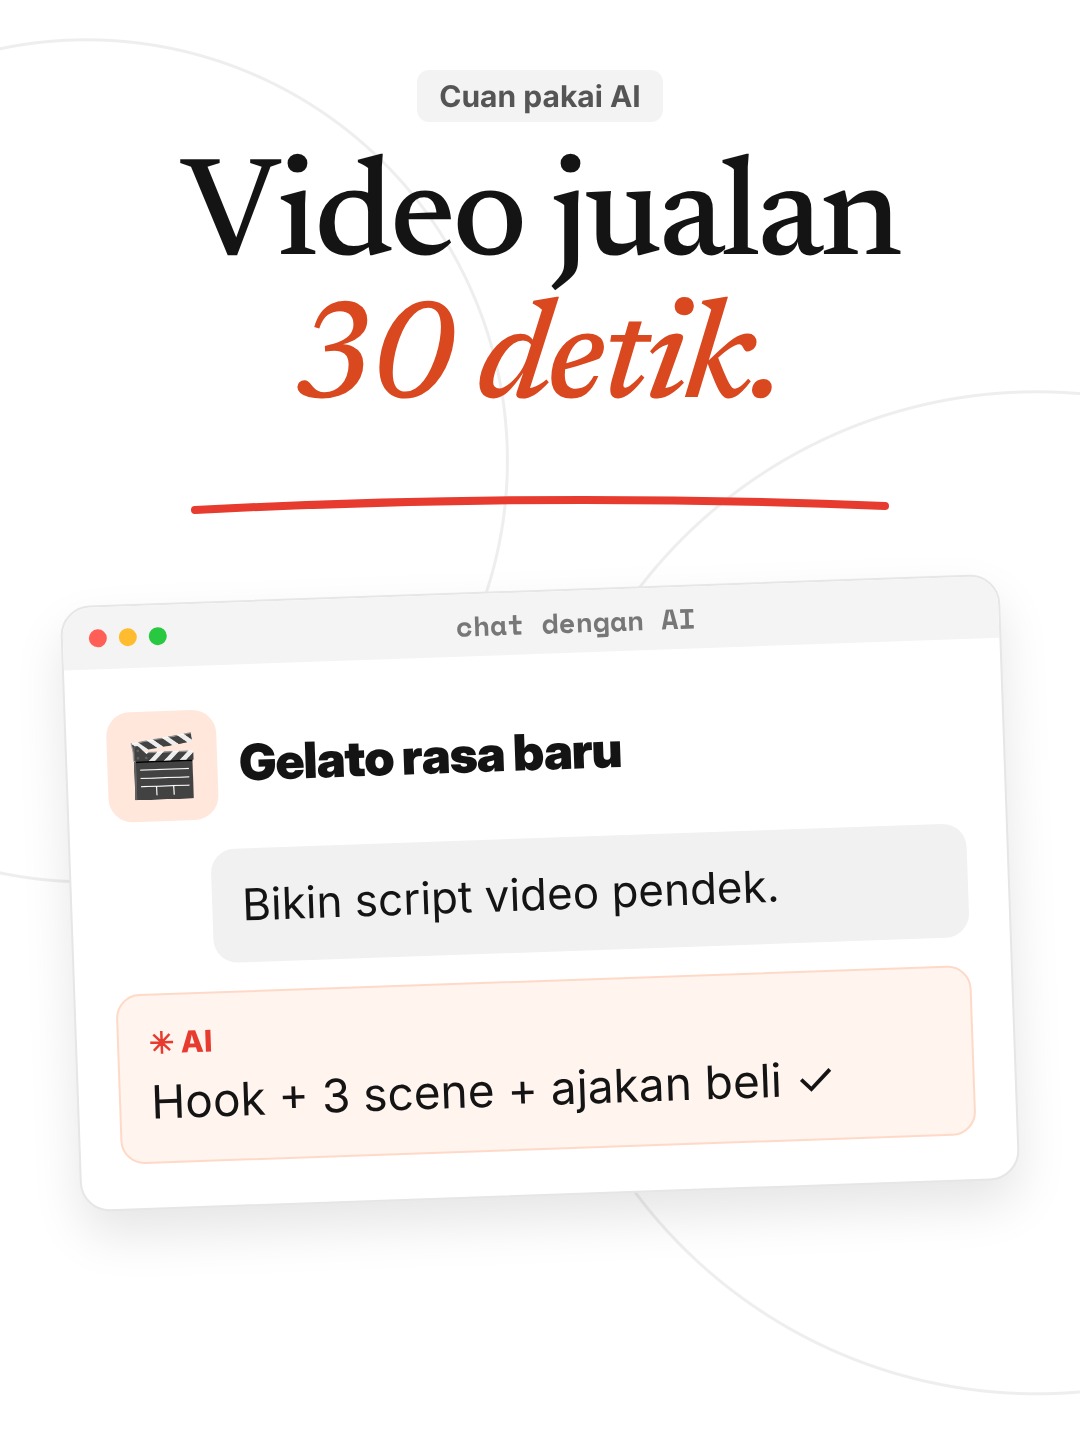 Cuan pakai AI
Video jualan
30 detik.
chat dengan AI
Gelato rasa baru
Bikin script video pendek.
✳ AI
Hook + 3 scene + ajakan beli ✓